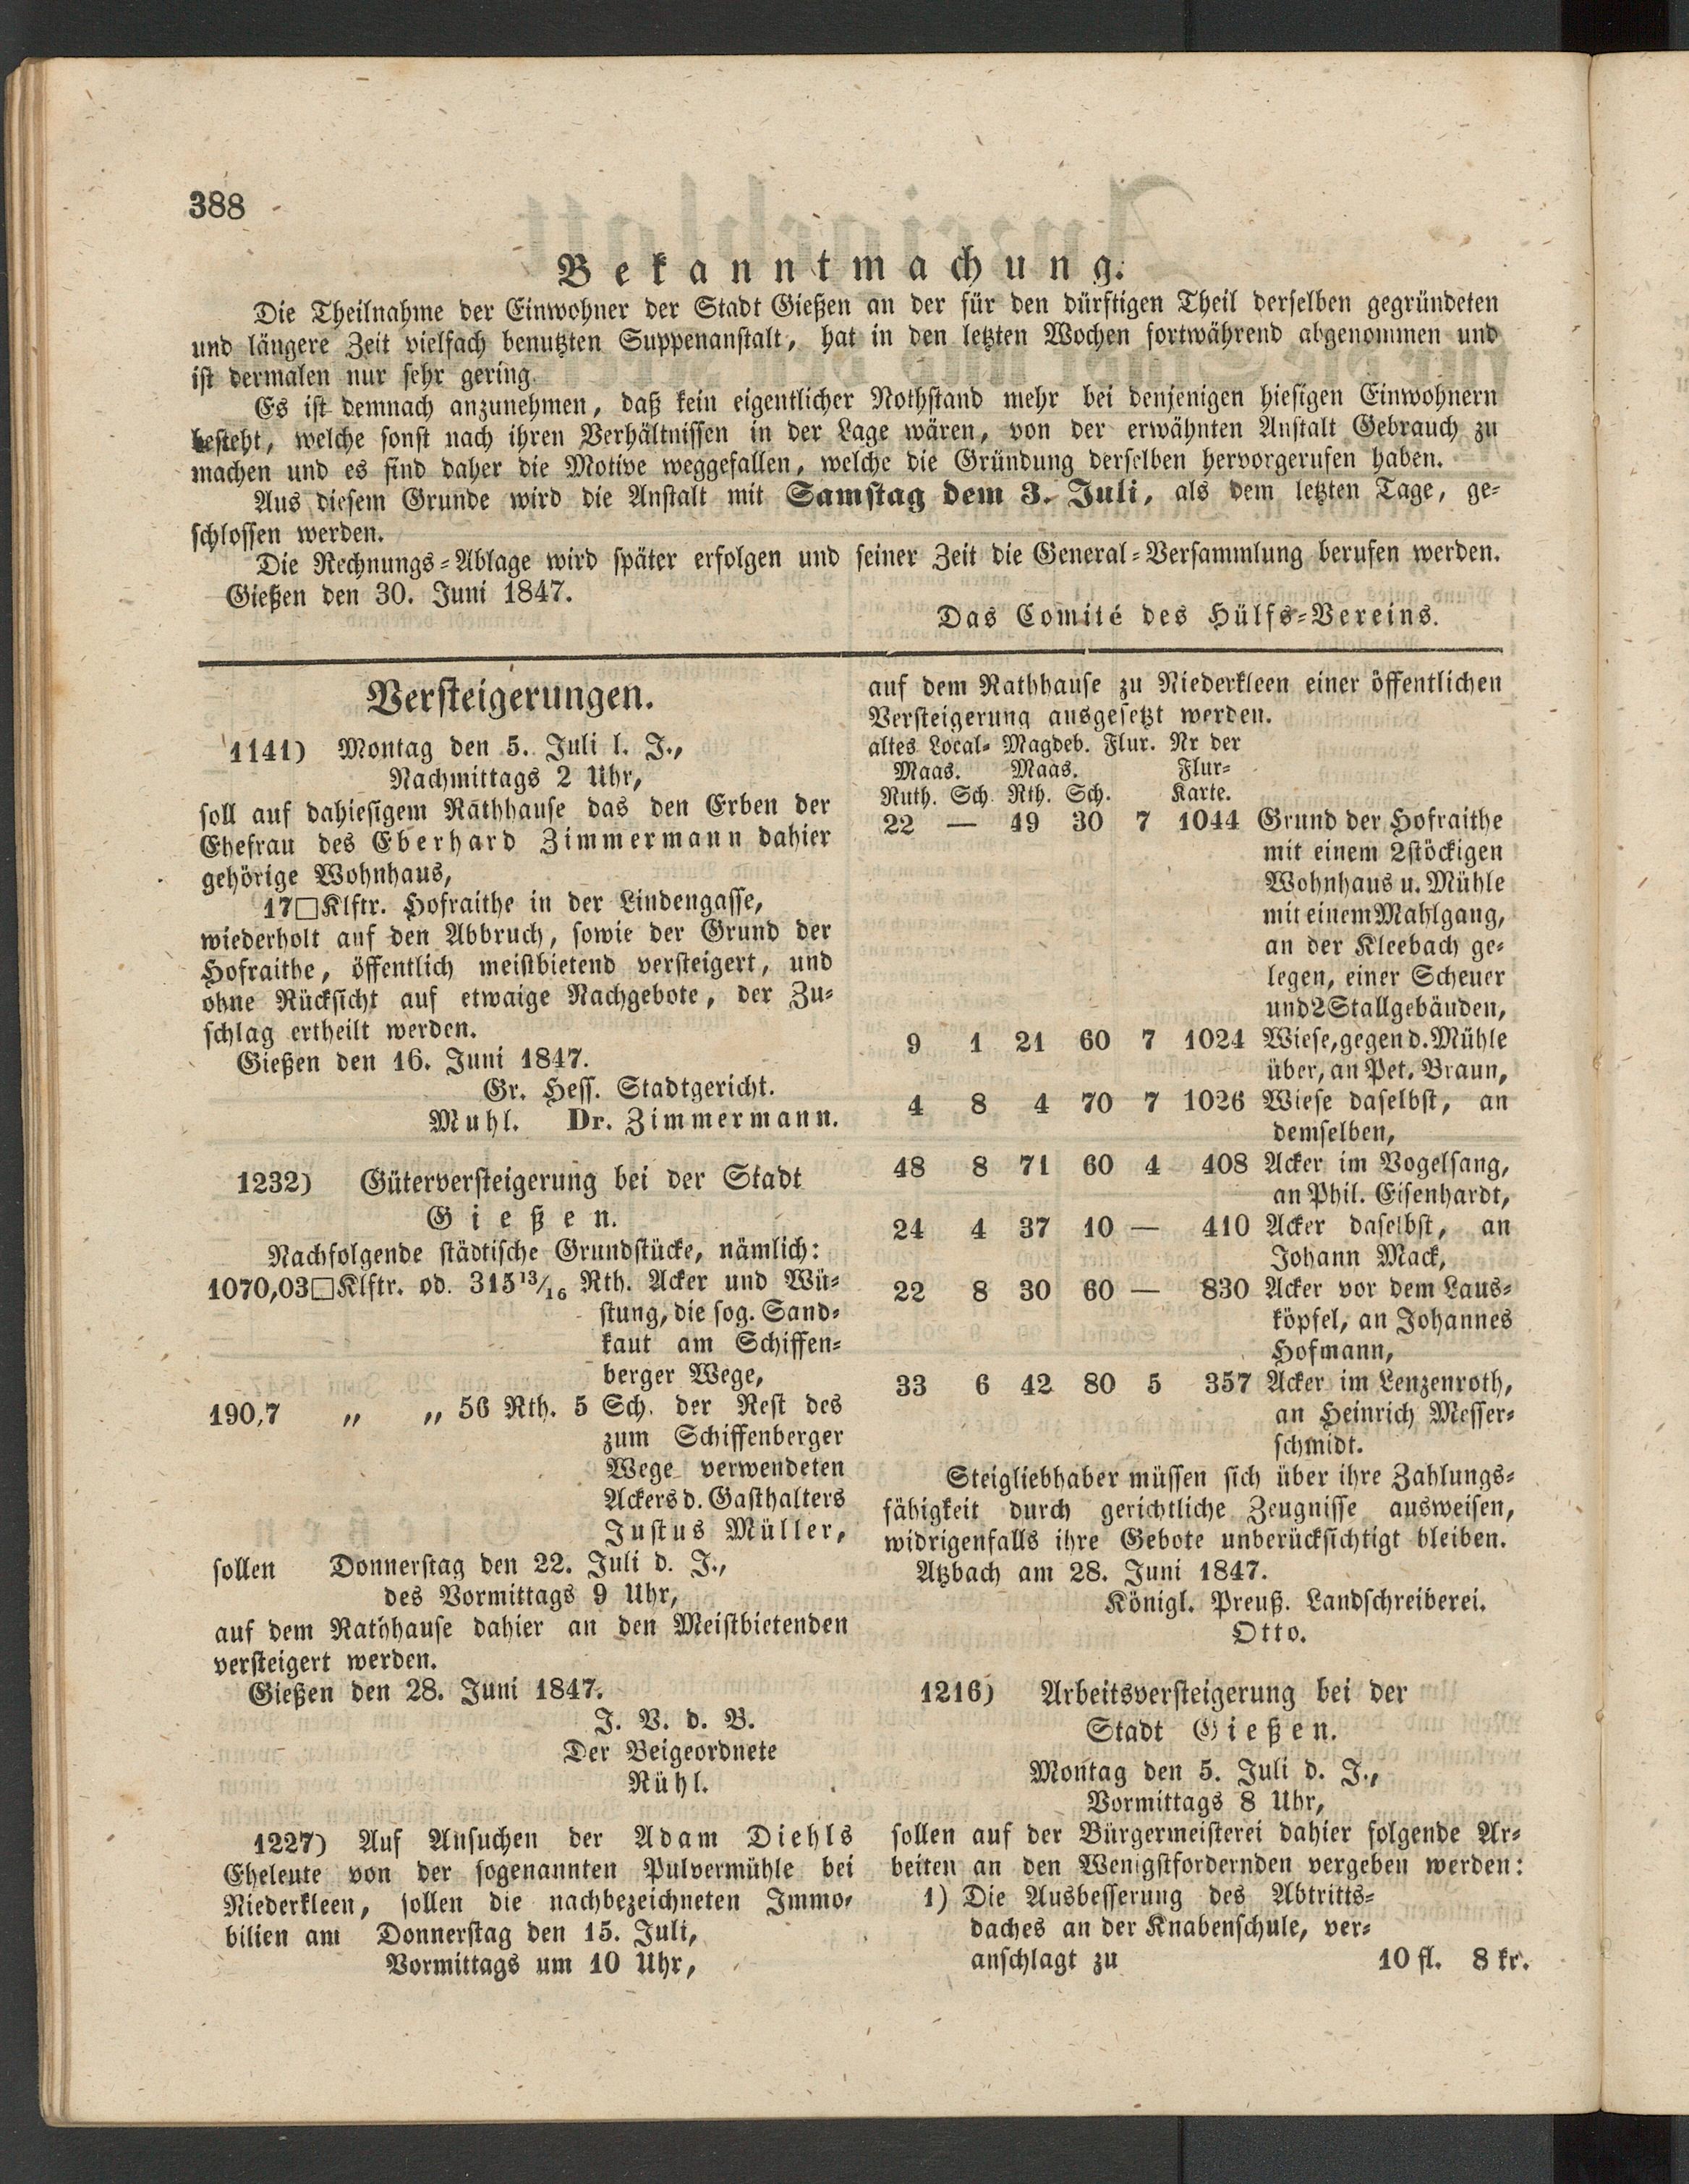 388
Bekanntmachung.
Die Theilnahme der Einwohner der Stadt Gießen an der für den dürftigen Theil derselben gegründeten
und längere Zeit vielfach benutzten Suppenanstalt, hat in den letzten Wochen fortwährend abgenommen und
ist dermalen nur sehr gering.
Es ist demnach anzunehmen, daß kein eigentlicher Nothstand mehr bei denjenigen hiesigen Einwohnern
besteht, welche sonst nach ihren Verhältnissen in der Lage wären, von der erwähnten Anstalt Gebrauch zu
machen und es sind daher die Motive weggefallen, welche die Gründung derselben hervorgerufen haben.
Aus diesem Grunde wird die Anstalt mit Samstag dem 3. Juli, als dem letzten Tage, ge-
schlossen werden.
Die Rechnungs-Ablage wird später erfolgen und seiner Zeit die General-Versammlung berufen werden.
Gießen den 30. Juni 1847.
Das Comité des Hülfs-Vereins.
Versteigerungen.
1141) Montag den 5. Juli l. J.,
Nachmittags 2 Uhr,
soll auf dahiesigem Rathhause das den Erben der
Ehefrau des Eberhard Zimmermann dahier
gehörige Wohnhaus,
17□Klftr. Hofraithe in der Lindengasse,
wiederholt auf den Abbruch, sowie der Grund der
Hofraithe, öffentlich meistbietend versteigert, und
ohne Rücksicht auf etwaige Nachgebote, der Zu-
schlag ertheilt werden.
Gießen den 16. Juni 1847.
Gr. Hess. Stadtgericht.
Muhl. Dr. Zimmermann.
1232) Güterversteigerung bei der Stadt
Gießen.
Nachfolgende städtische Grundstücke, nämlich:
1070,03□Klftr. od. 315 13/16 Rth. Acker und Wü-
stung, die sog. Sand-
kaut am Schiffen-
berger Wege,
190,7 „ „ 56 Rth. 5 Sch. der Rest des
zum Schiffenberger
Wege verwendeten
Ackers d. Gasthalters
Justus Müller,
sollen Donnerstag den 22. Juli d. J.,
des Vormittags 9 Uhr,
auf dem Rathhause dahier an den Meistbietenden
versteigert werden.
Gießen den 28. Juni 1847.
J. V. d. B.
Der Beigeordnete
Rühl.
1227) Auf Ansuchen der Adam Diehls
Eheleute von der sogenannten Pulvermühle bei
Niederkleen, sollen die nachbezeichneten Immo-
bilien am Donnerstag den 15. Juli,
Vormittags um 10 Uhr,
auf dem Rathhause zu Niederkleen einer öffentlichen
Versteigerung ausgesetzt werden.
altes Local- Magdeb. Flur. Nr der
Maas. Maas. Flur-
Ruth. Sch. Rth. Sch. Karte.
22 — 49 30 7 1044 Grund der Hofraithe
mit einem 2stöckigen
Wohnhaus u. Mühle
mit einem Mahlgang,
an der Kleebach ge-
legen, einer Scheuer
und 2 Stallgebäuden,
9 1 21 60 7 1024 Wiese, gegen d. Mühle
über, an Pet. Braun,
4 8 4 70 7 1026 Wiese daselbst, an
demselben,
48 8 71 60 4 408 Acker im Vogelsang,
an Phil. Eisenhardt,
24 4 37 10 — 410 Acker daselbst, an
Johann Mack,
22 8 30 60 — 830 Acker vor dem Laus-
köpfel, an Johannes
Hofmann,
33 6 42 80 5 357 Acker im Lenzenroth,
an Heinrich Messer-
schmidt.
Steigliebhaber müssen sich über ihre Zahlungs-
fähigkeit durch gerichtliche Zeugnisse ausweisen,
widrigenfalls ihre Gebote unberücksichtigt bleiben.
Atzbach am 28. Juni 1847.
Königl. Preuß. Landschreiberei.
Otto.
1216) Arbeitsversteigerung bei der
Stadt Gießen.
Montag den 5. Juli d. J.,
Vormittags 8 Uhr,
sollen auf der Bürgermeisterei dahier folgende Ar-
beiten an den Wenigstfordernden vergeben werden:
1) Die Ausbesserung des Abtritts-
daches an der Knabenschule, ver-
anschlagt zu 10 fl. 8 kr.